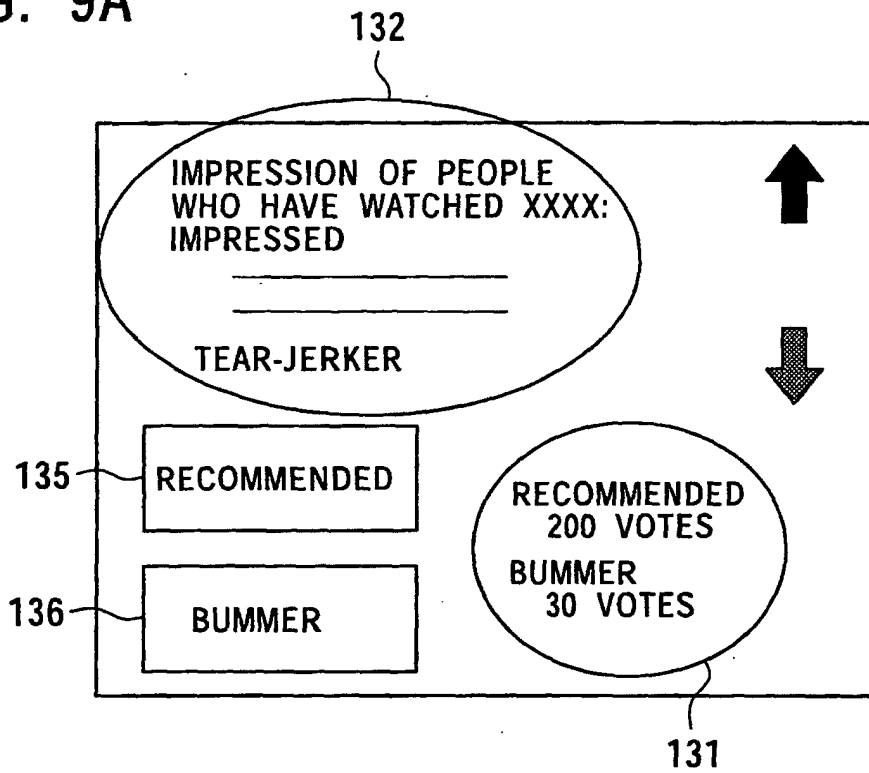 G. 9A
132
IMPRESSION OF PEOPLE
WHO HAVE WATCHED XXXX:
IMPRESSED
TEAR-JERKER
135
RECOMMENDED
RECOMMENDED
200 VOTES
BUMMER
30 VOTES
136
BUMMER
131